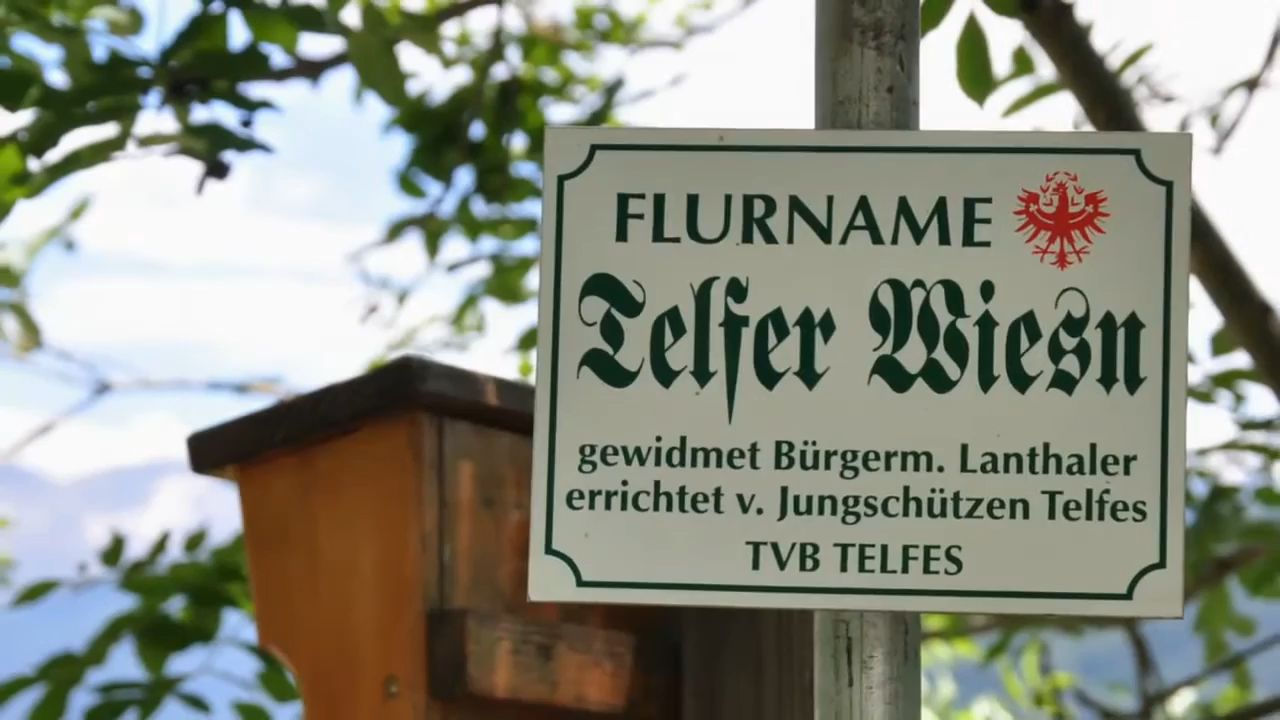 FLURNAME
Telfer Wiesn
gewidmet Bürgerm. Lanthaler
errichtet v. Jungschützen Telfes
TVB TELFES